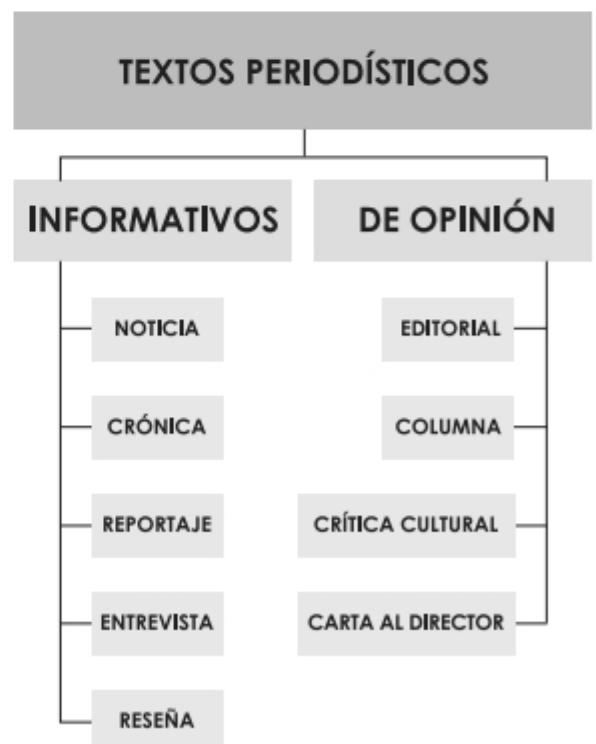 TEXTOS PERIODÍSTICOS
INFORMATIVOS
DE OPINIÓN
NOTICIA
CRÓNICA
REPORTAJE
ENTREVISTA
RESEÑA
EDITORIAL
COLUMNA
CRÍTICA CULTURAL
CARTA AL DIRECTOR